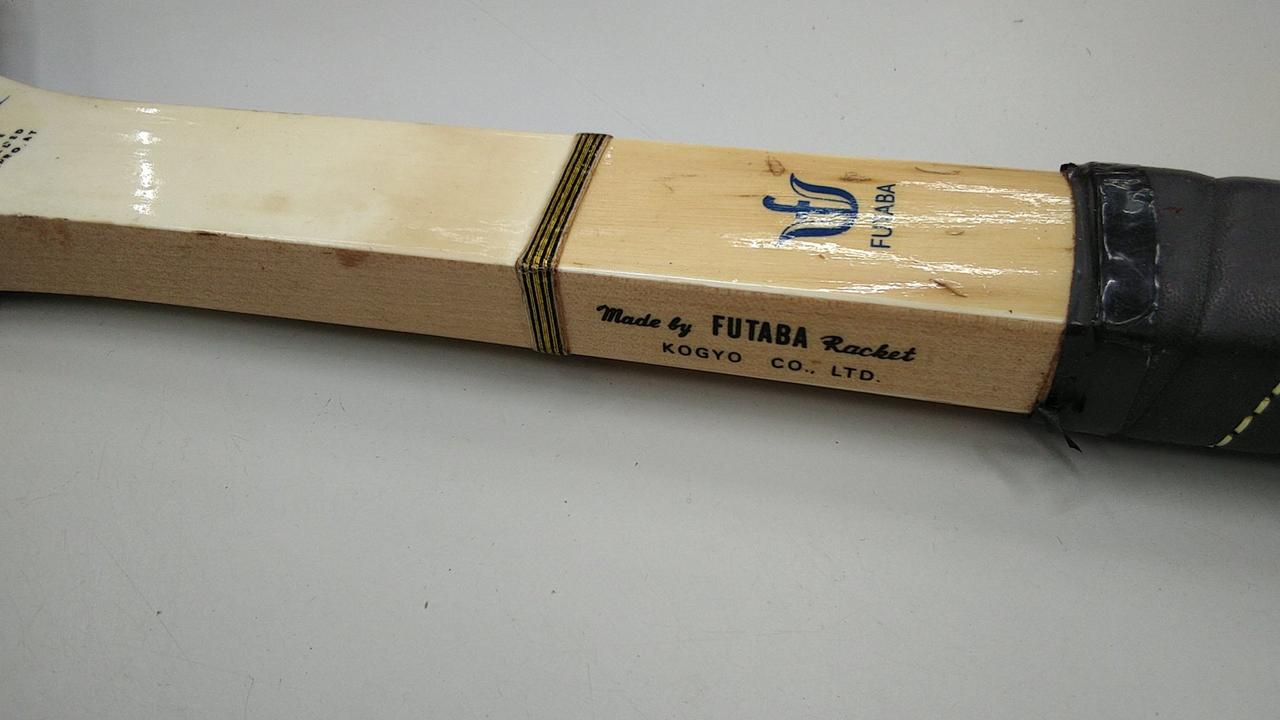 FUTABA
Made by FUTABA Racket
KOGYO CO., LTD.